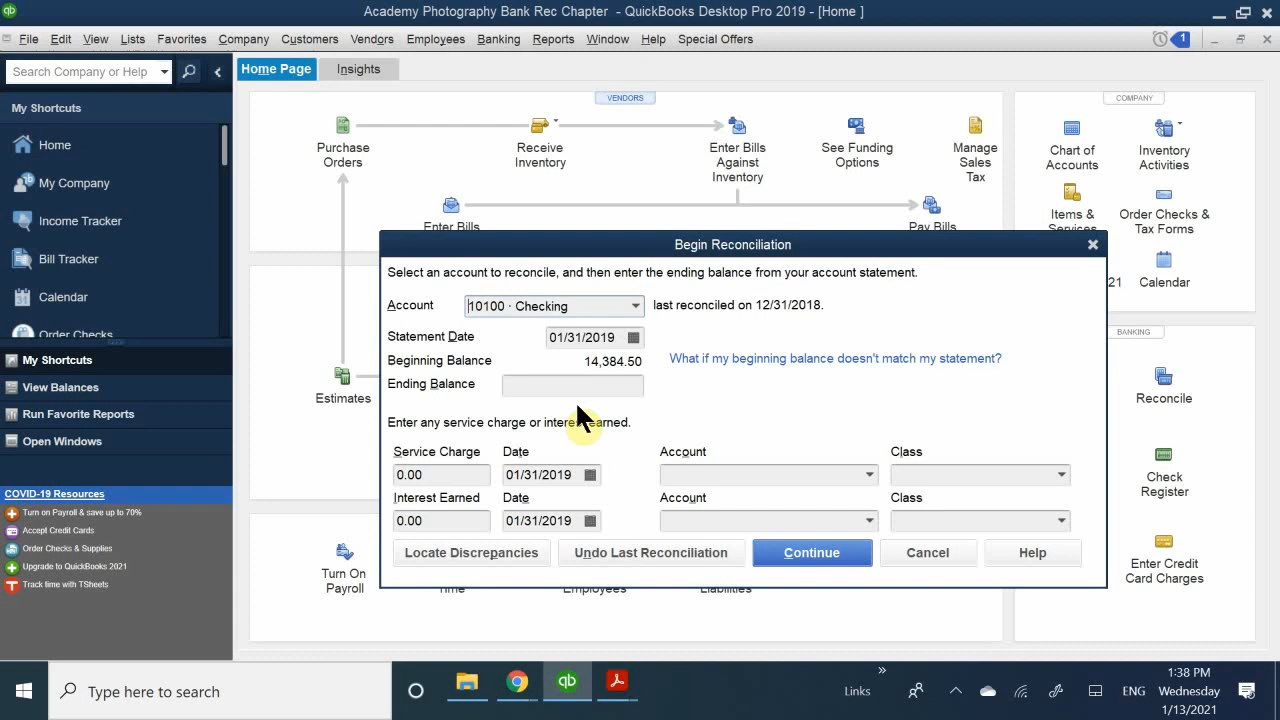 Academy Photography Bank Rec Chapter - QuickBooks Desktop Pro 2019 - [Home ]
File Edit View Lists Favorites Company Customers Vendors Employees Banking Reports Window Help Special Offers
1
Search Company or Help
Home Page
Insights
My Shortcuts
Home
My Company
Income Tracker
Bill Tracker
Calendar
Order Checks
My Shortcuts
View Balances
Run Favorite Reports
Open Windows
COVID-19 Resources
Turn on Payroll & save up to 70%
Accept Credit Cards
Order Checks & Supplies
Upgrade to QuickBooks 2021
Track time with TSheets
VENDORS
Purchase
Orders
Receive
Inventory
Enter Bills
Against
Inventory
See Funding
Options
Manage
Sales
Tax
Enter Bills
Pay Bills
Estimates
Turn On
Payroll
Time
Employees
Liabilities
COMPANY
Chart of
Accounts
Inventory
Activities
Items &
Services
Order Checks &
Tax Forms
21
Calendar
BANKING
Reconcile
Check
Register
Enter Credit
Card Charges
Begin Reconciliation
Select an account to reconcile, and then enter the ending balance from your account statement.
Account 10100 · Checking last reconciled on 12/31/2018.
Statement Date 01/31/2019
Beginning Balance 14,384.50 What if my beginning balance doesn't match my statement?
Ending Balance
Enter any service charge or interest earned.
Service Charge Date Account Class
0.00 01/31/2019
Interest Earned Date Account Class
0.00 01/31/2019
Locate Discrepancies Undo Last Reconciliation Continue Cancel Help
Type here to search
qb
Links
»
ENG
1:38 PM
Wednesday
1/13/2021